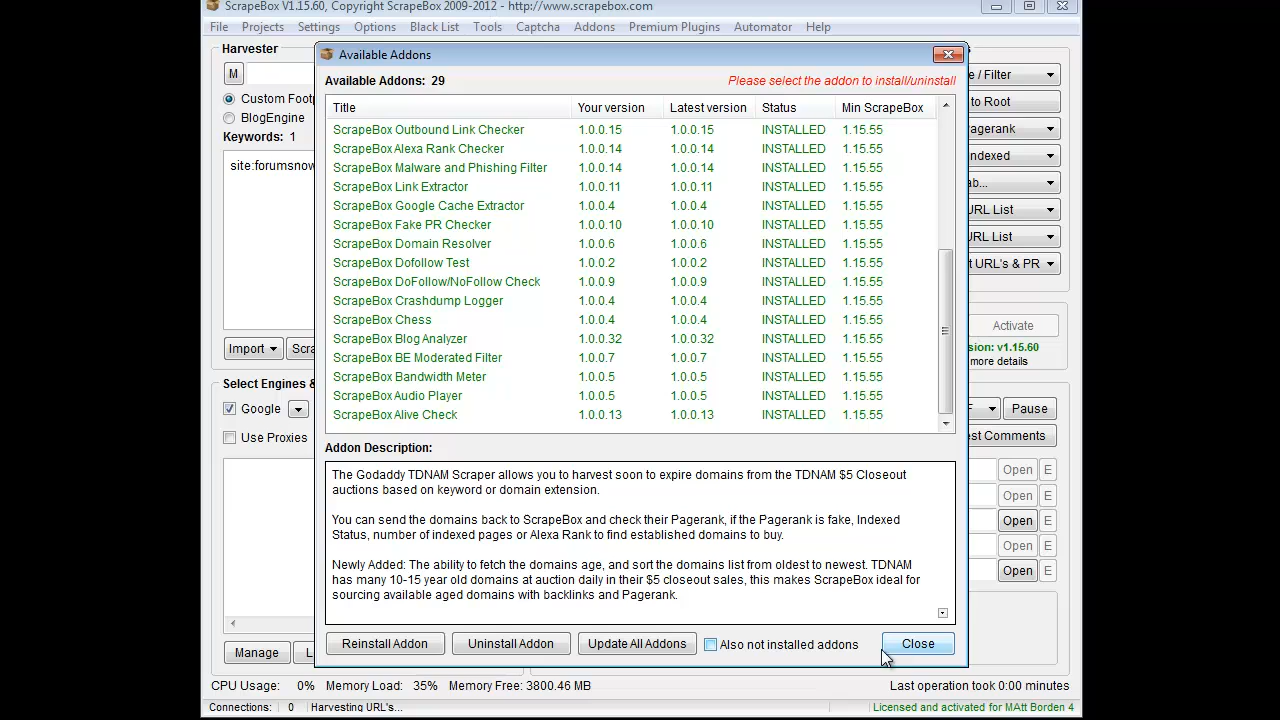 ScrapeBox V1.15.60, Copyright ScrapeBox 2009-2012 - http://www.scrapebox.com
File Projects Settings Options Black List Tools Captcha Addons Premium Plugins Automator Help
Harvester
M
Custom Foot
BlogEngine
Keywords: 1
site:forumsnow
Import
Scra
Select Engines &
Google
Use Proxies
Manage
Available Addons
Available Addons: 29
Please select the addon to install/uninstall
Title Your version Latest version Status Min ScrapeBox
ScrapeBox Outbound Link Checker 1.0.0.15 1.0.0.15 INSTALLED 1.15.55
ScrapeBox Alexa Rank Checker 1.0.0.14 1.0.0.14 INSTALLED 1.15.55
ScrapeBox Malware and Phishing Filter 1.0.0.14 1.0.0.14 INSTALLED 1.15.55
ScrapeBox Link Extractor 1.0.0.11 1.0.0.11 INSTALLED 1.15.55
ScrapeBox Google Cache Extractor 1.0.0.4 1.0.0.4 INSTALLED 1.15.55
ScrapeBox Fake PR Checker 1.0.0.10 1.0.0.10 INSTALLED 1.15.55
ScrapeBox Domain Resolver 1.0.0.6 1.0.0.6 INSTALLED 1.15.55
ScrapeBox Dofollow Test 1.0.0.2 1.0.0.2 INSTALLED 1.15.55
ScrapeBox DoFollow/NoFollow Check 1.0.0.9 1.0.0.9 INSTALLED 1.15.55
ScrapeBox Crashdump Logger 1.0.0.4 1.0.0.4 INSTALLED 1.15.55
ScrapeBox Chess 1.0.0.4 1.0.0.4 INSTALLED 1.15.55
ScrapeBox Blog Analyzer 1.0.0.32 1.0.0.32 INSTALLED 1.15.55
ScrapeBox BE Moderated Filter 1.0.0.7 1.0.0.7 INSTALLED 1.15.55
ScrapeBox Bandwidth Meter 1.0.0.5 1.0.0.5 INSTALLED 1.15.55
ScrapeBox Audio Player 1.0.0.5 1.0.0.5 INSTALLED 1.15.55
ScrapeBox Alive Check 1.0.0.13 1.0.0.13 INSTALLED 1.15.55
Addon Description:
The Godaddy TDNAM Scraper allows you to harvest soon to expire domains from the TDNAM $5 Closeout
auctions based on keyword or domain extension.
You can send the domains back to ScrapeBox and check their Pagerank, if the Pagerank is fake, Indexed
Status, number of indexed pages or Alexa Rank to find established domains to buy.
Newly Added: The ability to fetch the domains age, and sort the domains list from oldest to newest. TDNAM
has many 10-15 year old domains at auction daily in their $5 closeout sales, this makes ScrapeBox ideal for
sourcing available aged domains with backlinks and Pagerank.
Reinstall Addon Uninstall Addon Update All Addons Also not installed addons Close
e / Filter
to Root
agerank
ndexed
ab...
URL List
URL List
t URL's & PR
Activate
sion: v1.15.60
more details
F Pause
est Comments
Open E
Open E
Open E
Open E
Open E
CPU Usage: 0% Memory Load: 35% Memory Free: 3800.46 MB
Last operation took 0:00 minutes
Connections: 0 Harvesting URL's...
Licensed and activated for MAtt Borden 4